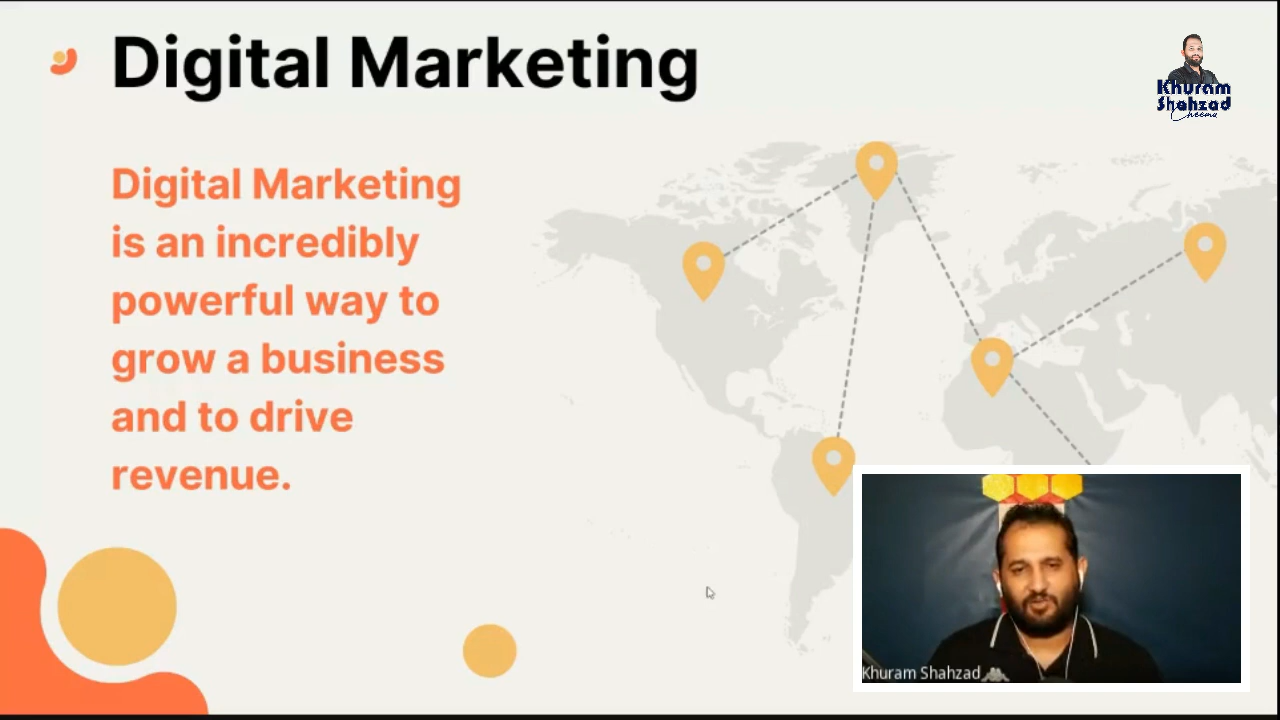 Digital Marketing
Khuram
Shahzad
Cheema
Digital Marketing
is an incredibly
powerful way to
grow a business
and to drive
revenue.
Khuram Shahzad